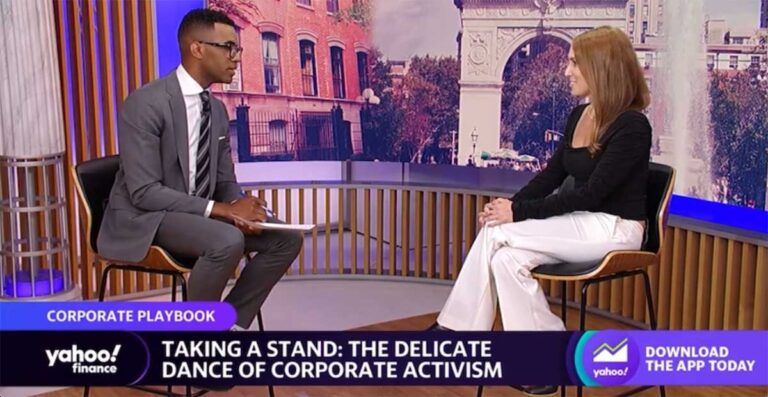 CORPORATE PLAYBOOK
yahoo!
finance
TAKING A STAND: THE DELICATE
DANCE OF CORPORATE ACTIVISM
yahoo!
DOWNLOAD
THE APP TODAY